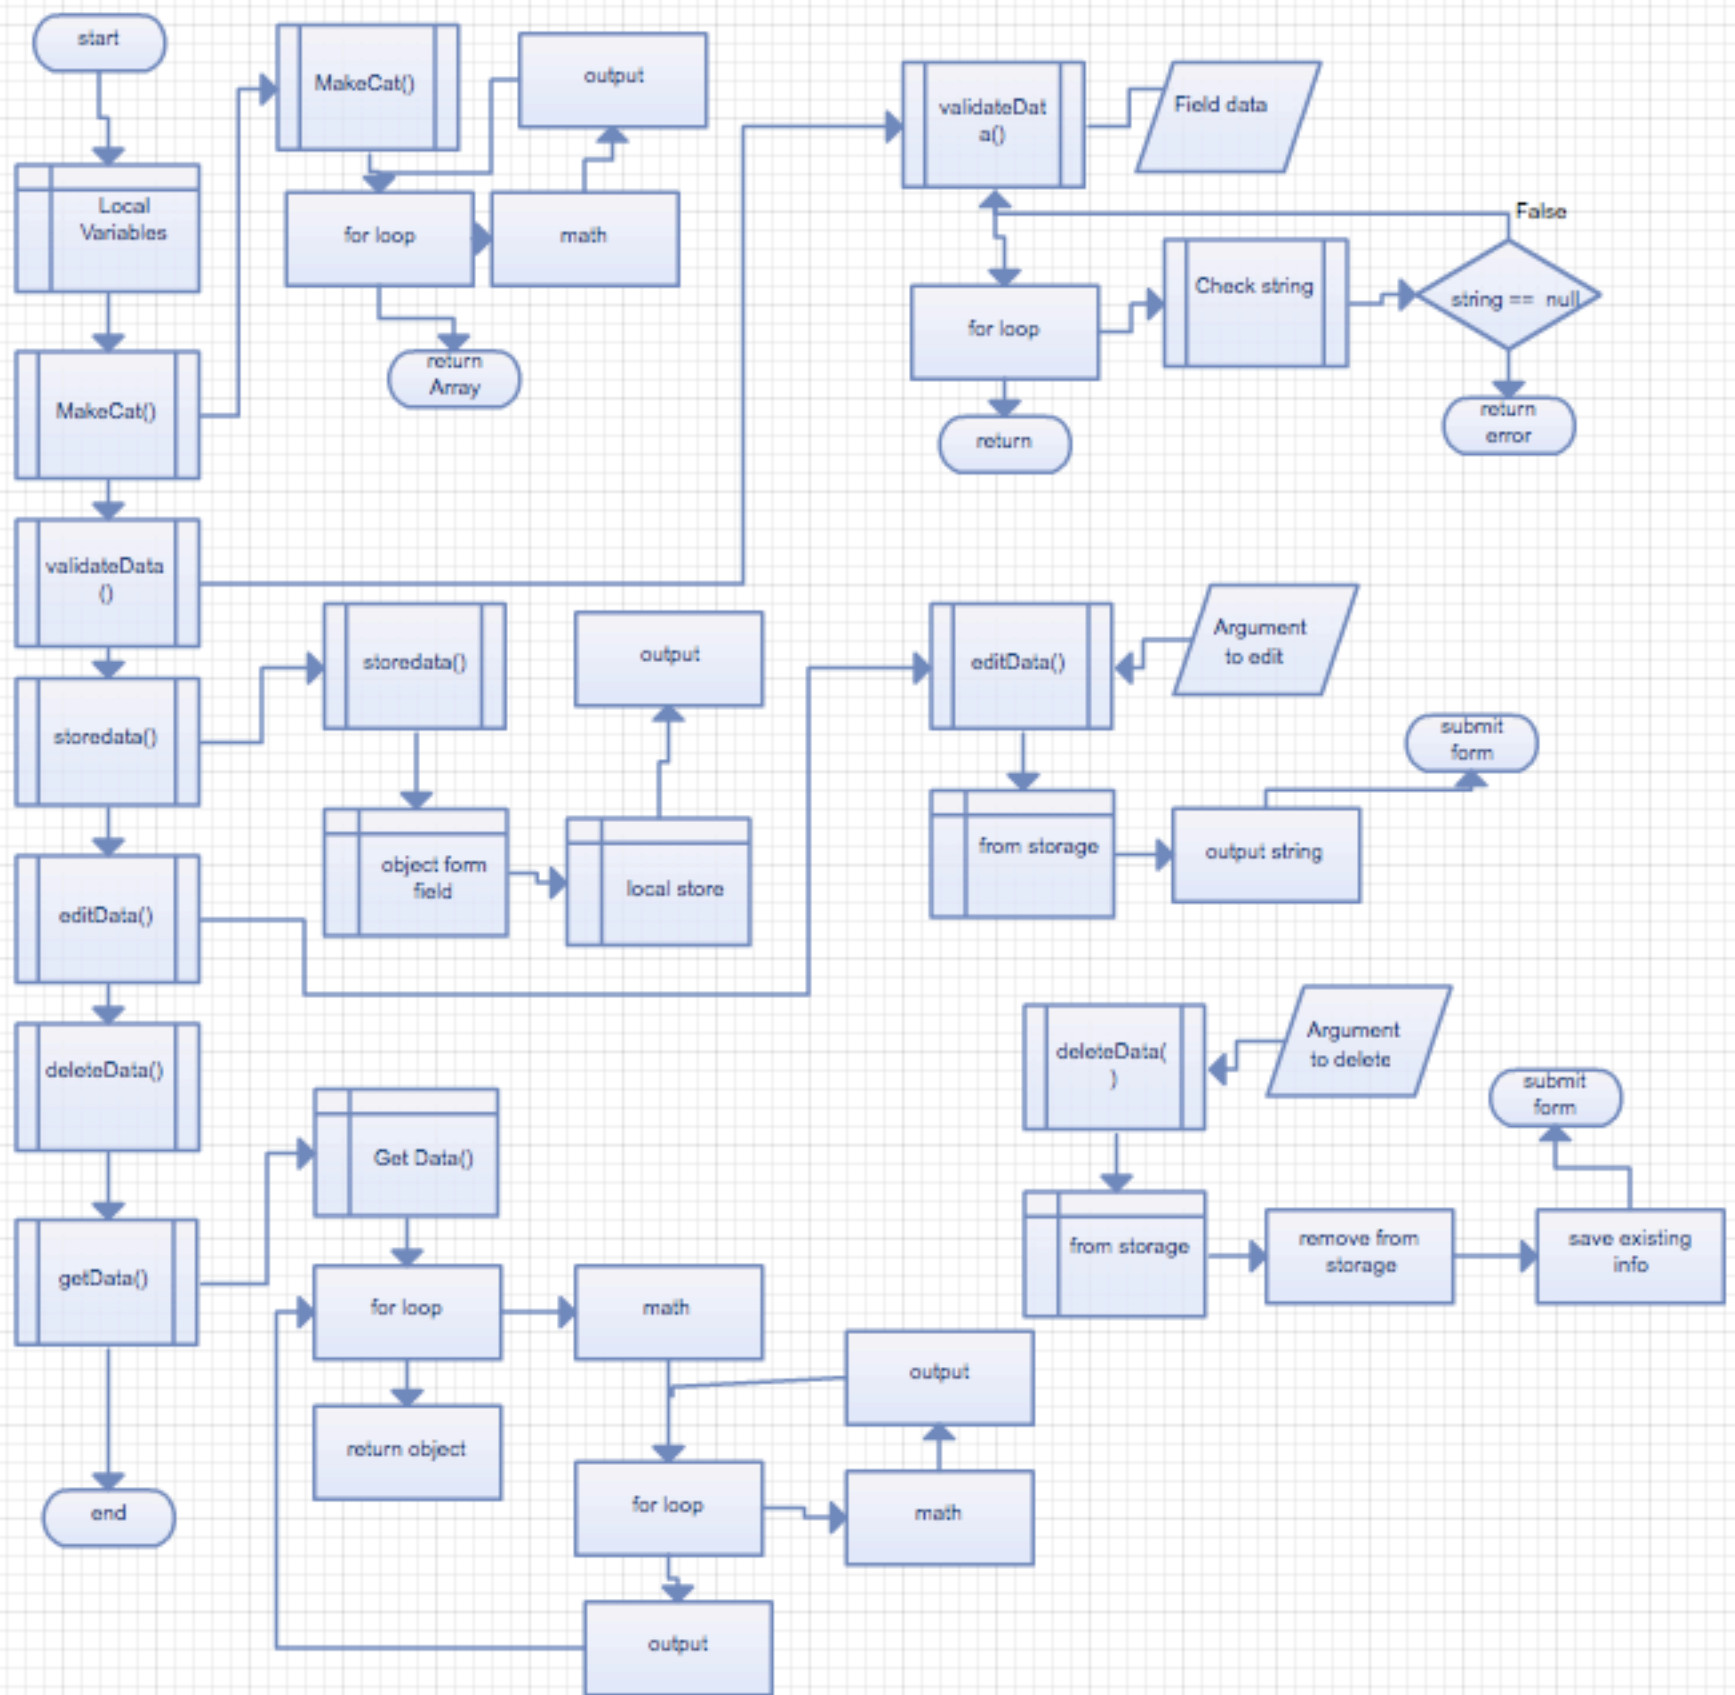 start
Local
Variables
MakeCat()
validateData
()
storedata()
editData()
deleteData()
getData()
end
MakeCat()
output
for loop
math
return
Array
validateDat
a()
Field data
False
for loop
Check string
string == null
return
return
error
storedata()
output
object form
field
local store
editData()
Argument
to edit
submit
form
from storage
output string
deleteData(
)
Argument
to delete
submit
form
from storage
remove from
storage
save existing
info
Get Data()
for loop
math
return object
output
for loop
math
output